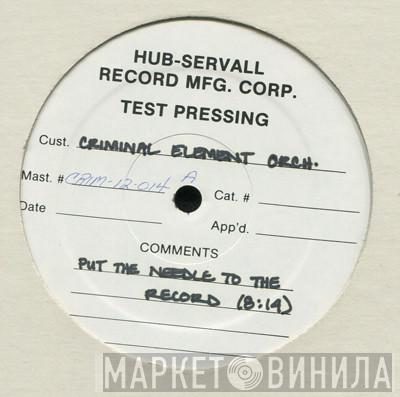 HUB-SERVALL
RECORD MFG. CORP.
TEST PRESSING
Cust. CRIMINAL ELEMENT ORCH.
Mast. # CRIM-12-014 A
Cat. #
Date
App'd.
COMMENTS
PUT THE NEEDLE TO THE
RECORD (8:14)
МАРКЕТ ВИНИЛА